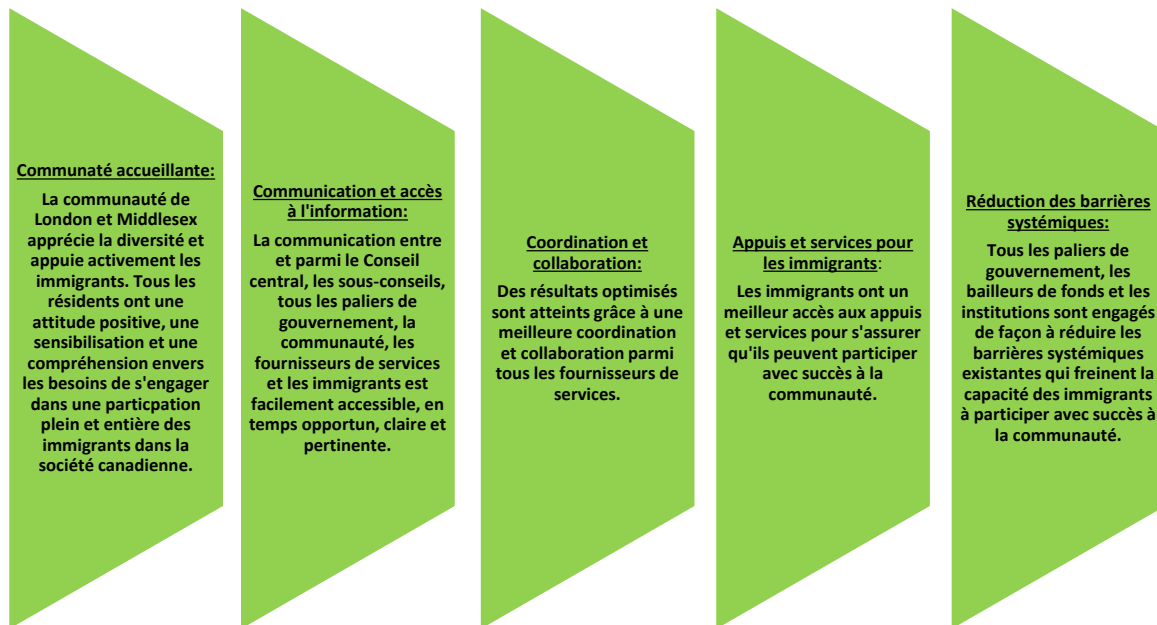 Communaté accueillante:
La communauté de
London et Middlesex
apprécie la diversité et
appuie activement les
immigrants. Tous les
résidents ont une
attitude positive, une
sensibilisation et une
compréhension envers
les besoins de s'engager
dans une particpation
plein et entière des
immigrants dans la
société canadienne.
Communication et accès
à l'information:
La communication entre
et parmi le Conseil
central, les sous-conseils,
tous les paliers de
gouvernement, la
communauté, les
fournisseurs de services
et les immigrants est
facilement accessible, en
temps opportun, claire et
pertinente.
Coordination et
collaboration:
Des résultats optimisés
sont atteints grâce à une
meilleure coordination
et collaboration parmi
tous les fournisseurs de
services.
Appuis et services pour
les immigrants:
Les immigrants ont un
meilleur accès aux appuis
et services pour s'assurer
qu'ils peuvent participer
avec succès à la
communauté.
Réduction des barrières
systémiques:
Tous les paliers de
gouvernement, les
bailleurs de fonds et les
institutions sont engagés
de façon à réduire les
barrières systémiques
existantes qui freinent la
capacité des immigrants
à participer avec succès à
la communauté.